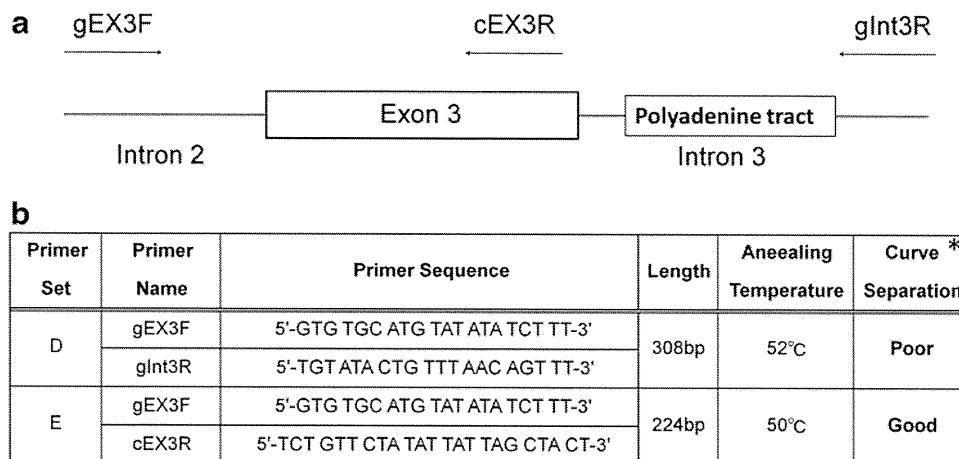 a
gEX3F cEX3R gInt3R
Exon 3 Polyadenine tract
Intron 2 Intron 3
b
Primer Set Primer Name Primer Sequence Length Aneealing Temperature Curve * Separation
D gEX3F 5'-GTG TGC ATG TAT ATA TCT TT-3' 308bp 52°C Poor
gInt3R 5'-TGT ATA CTG TTT AAC AGT TT-3'
E gEX3F 5'-GTG TGC ATG TAT ATA TCT TT-3' 224bp 50°C Good
cEX3R 5'-TCT GTT CTA TAT TAT TAG CTA CT-3'